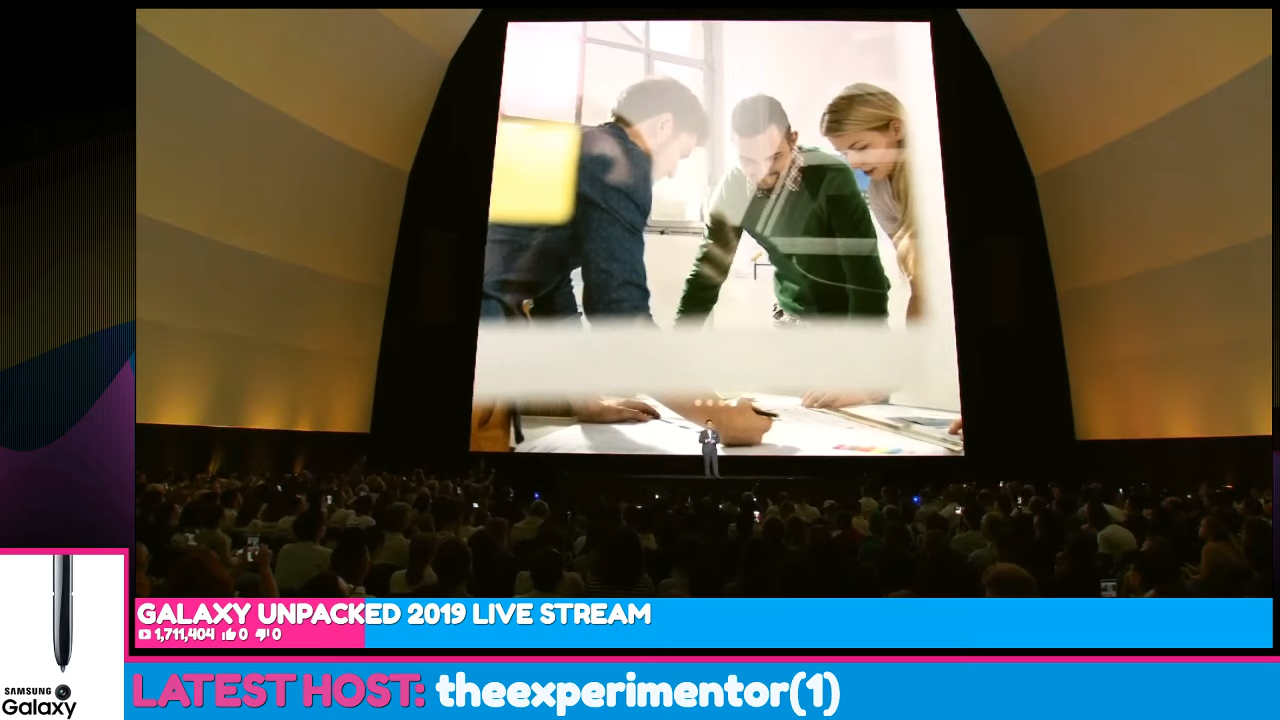 GALAXY UNPACKED 2019 LIVE STREAM
1,711,404 0 0
SAMSUNG
Galaxy
LATEST HOST: theexperimentor(1)